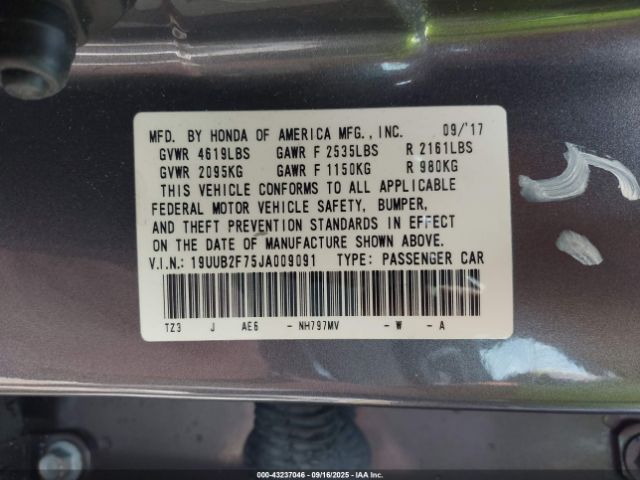 MFD. BY HONDA OF AMERICA MFG., INC. 09/'17
GVWR 4619LBS GAWR F 2535LBS R 2161LBS
GVWR 2095KG GAWR F 1150KG R 980KG
THIS VEHICLE CONFORMS TO ALL APPLICABLE
FEDERAL MOTOR VEHICLE SAFETY, BUMPER,
AND THEFT PREVENTION STANDARDS IN EFFECT
ON THE DATE OF MANUFACTURE SHOWN ABOVE.
V.I.N.: 19UUB2F75JA009091 TYPE: PASSENGER CAR
TZ3 J AE6 - NH797MV - W - A
000-43237046 - 09/16/2025 - IAA Inc.